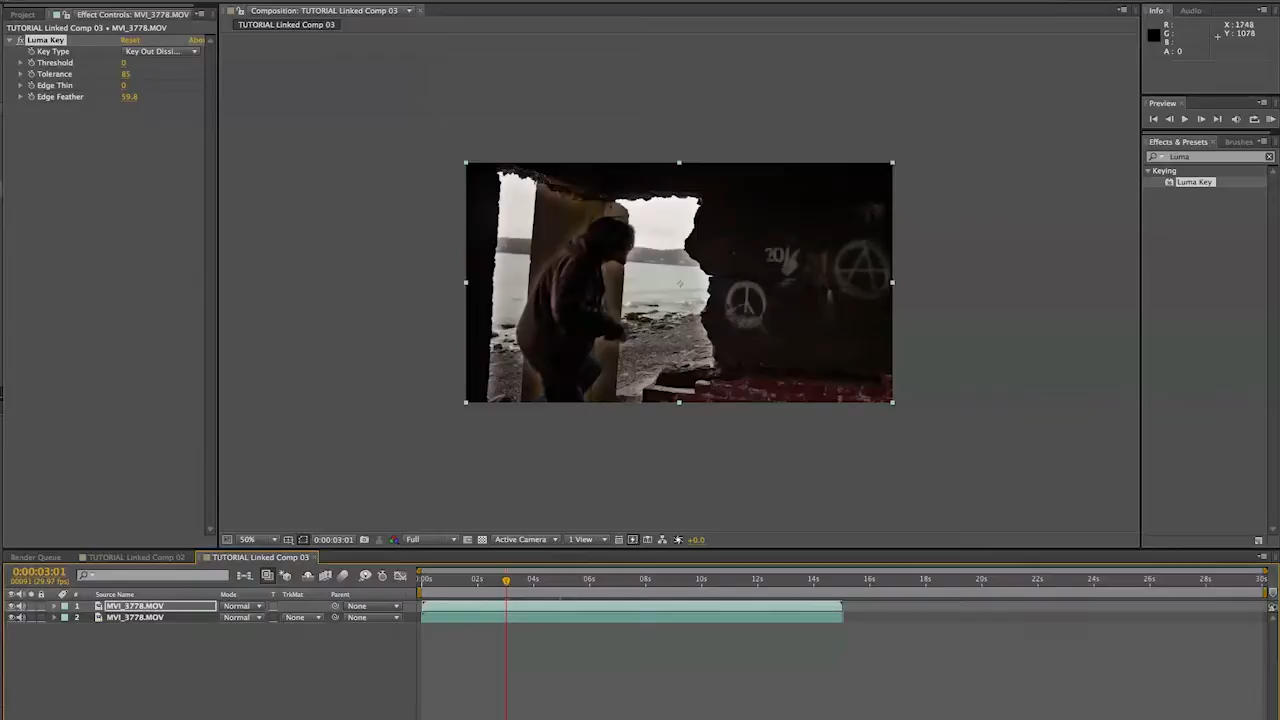 Project
Effect Controls: MVI_3778.MOV
TUTORIAL Linked Comp 03 • MVI_3778.MOV
fx Luma Key Reset Abo
Key Type Key Out Dissi...
Threshold 0
Tolerance 85
Edge Thin 0
Edge Feather 59.8
Composition: TUTORIAL Linked Comp 03
TUTORIAL Linked Comp 03
20
50% 0:00:03:01 Full Active Camera 1 View +0.0
Info Audio
R: X: 1748
G: Y: 1078
B:
A: 0
Preview
Effects & Presets Brushes
Luma
Keying
Luma Key
Render Queue TUTORIAL Linked Comp 02 TUTORIAL Linked Comp 03
0:00:03:01
00091 (29.97 fps)
:00s 02s 04s 06s 08s 10s 12s 14s 16s 18s 20s 22s 24s 26s 28s 30s
# Source Name Mode T TrkMat Parent
1 MVI_3778.MOV Normal None
2 MVI_3778.MOV Normal None None